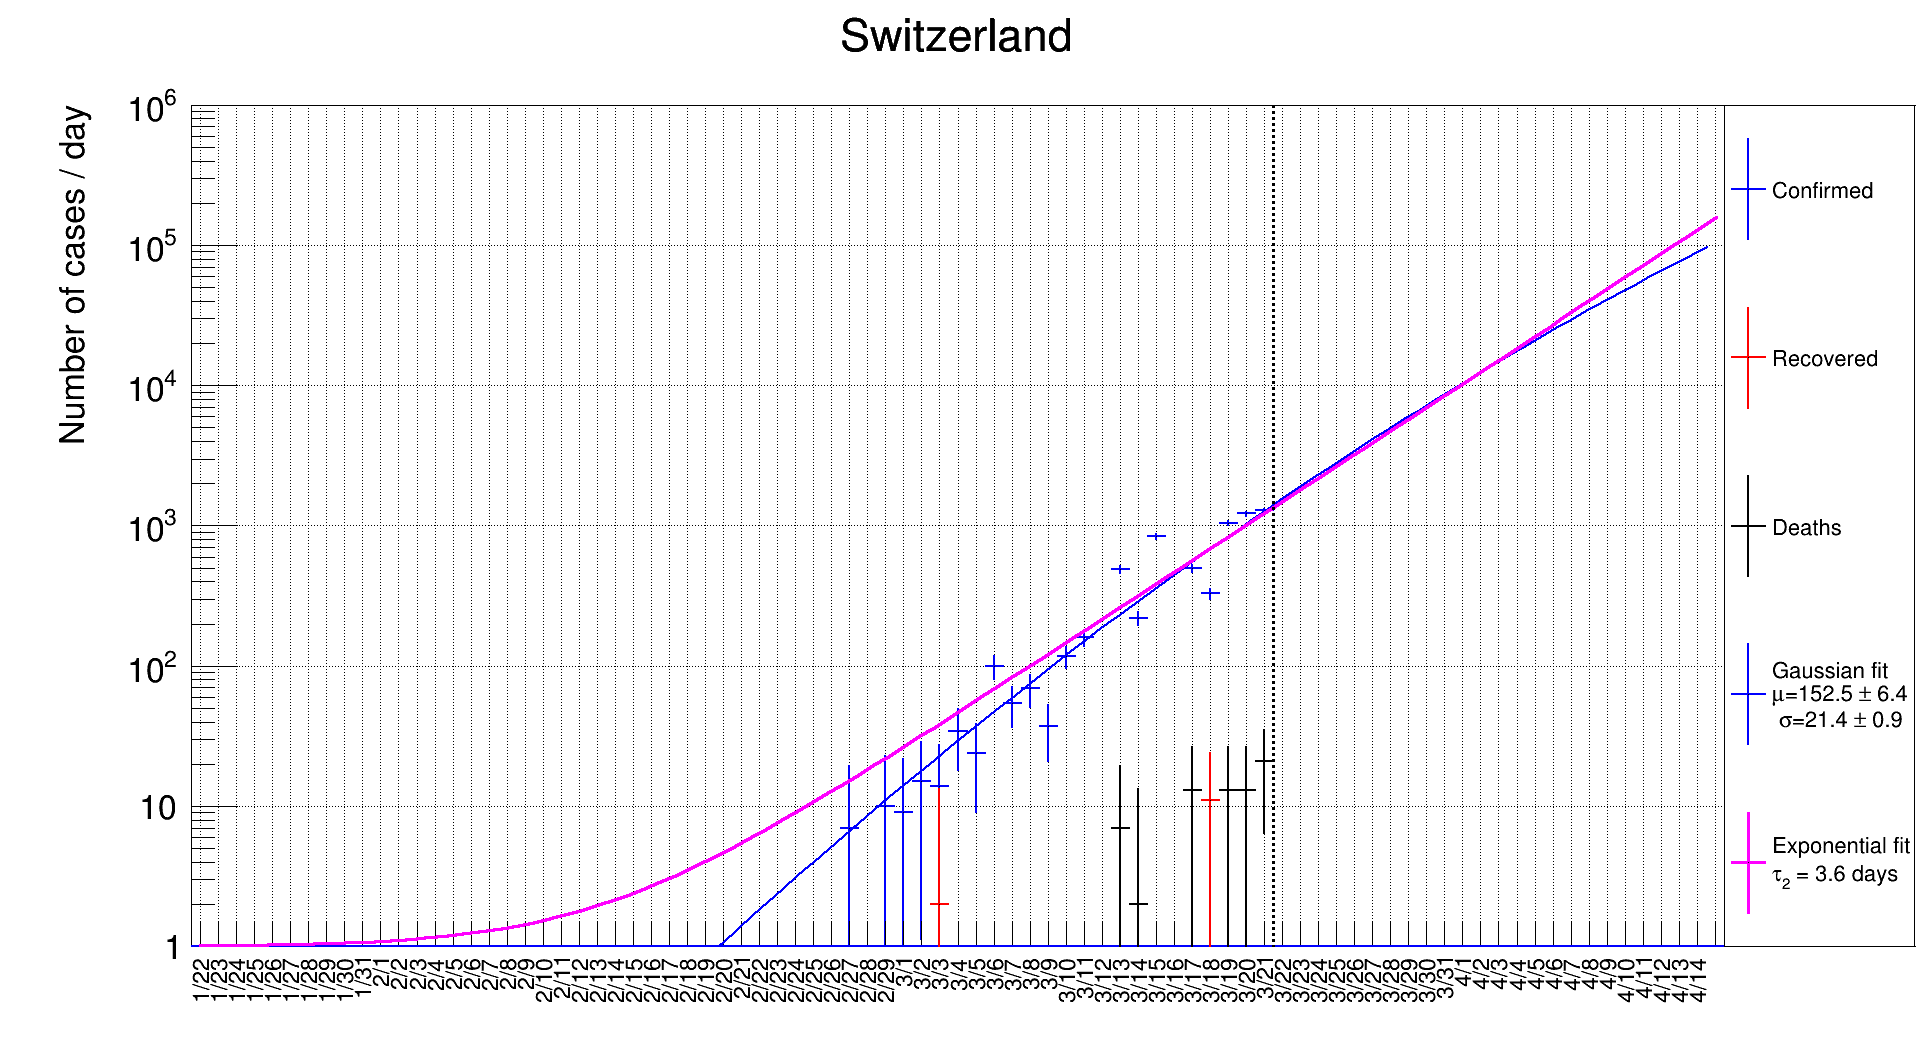 Switzerland
Number of cases / day
10^6
10^5
10^4
10^3
10^2
10
1
1/22 1/23 1/24 1/25 1/26 1/27 1/28 1/29 1/30 1/31 2/1 2/2 2/3 2/4 2/5 2/6 2/7 2/8 2/9 2/10 2/11 2/12 2/13 2/14 2/15 2/16 2/17 2/18 2/19 2/20 2/21 2/22 2/23 2/24 2/25 2/26 2/27 2/28 2/29 3/1 3/2 3/3 3/4 3/5 3/6 3/7 3/8 3/9 3/10 3/11 3/12 3/13 3/14 3/15 3/16 3/17 3/18 3/19 3/20 3/21 3/22 3/23 3/24 3/25 3/26 3/27 3/28 3/29 3/30 3/31 4/1 4/2 4/3 4/4 4/5 4/6 4/7 4/8 4/9 4/10 4/11 4/12 4/13 4/14
Confirmed
Recovered
Deaths
Gaussian fit
μ=152.5 ± 6.4
σ=21.4 ± 0.9
Exponential fit
τ₂ = 3.6 days